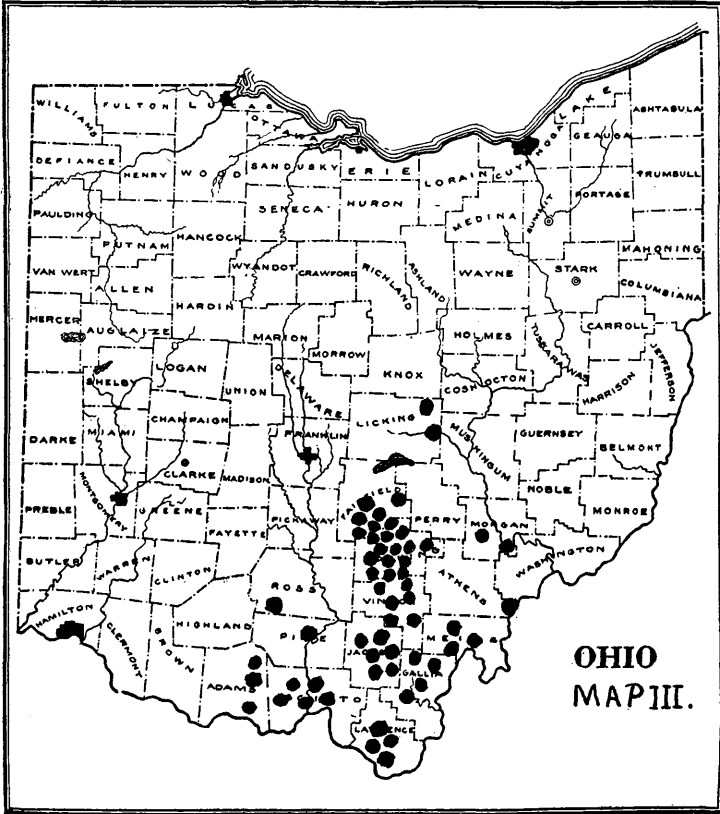 WILLIAMS
FULTON
LUCAS
OTTAWA
LAKE
ASHTABULA
GEAUGA
CUYAHOGA
DEFIANCE
HENRY
WOOD
SANDUSKY
ERIE
LORAIN
TRUMBULL
PORTAGE
SUMMIT
MEDINA
HURON
SENECA
PAULDING
PUTNAM
HANCOCK
MAHONING
VAN WERT
ALLEN
WYANDOT
CRAWFORD
RICHLAND
ASHLAND
WAYNE
STARK
COLUMBIANA
HARDIN
MERCER
AUGLAIZE
MARION
MORROW
HOLMES
TUSCARAWAS
CARROLL
JEFFERSON
LOGAN
SHELBY
UNION
DELAWARE
KNOX
COSHOCTON
HARRISON
DARKE
MIAMI
CHAMPAIGN
FRANKLIN
LICKING
MUSKINGUM
GUERNSEY
BELMONT
CLARKE
MADISON
NOBLE
MONROE
PREBLE
MONTGOMERY
GREENE
FAYETTE
PICKAWAY
FAIRFIELD
PERRY
MORGAN
WASHINGTON
BUTLER
WARREN
CLINTON
ROSS
ATHENS
VINTON
HAMILTON
CLERMONT
BROWN
HIGHLAND
PIKE
JACKSON
MEIGS
GALLIA
ADAMS
SCIOTO
LAWRENCE
OHIO
MAP III.